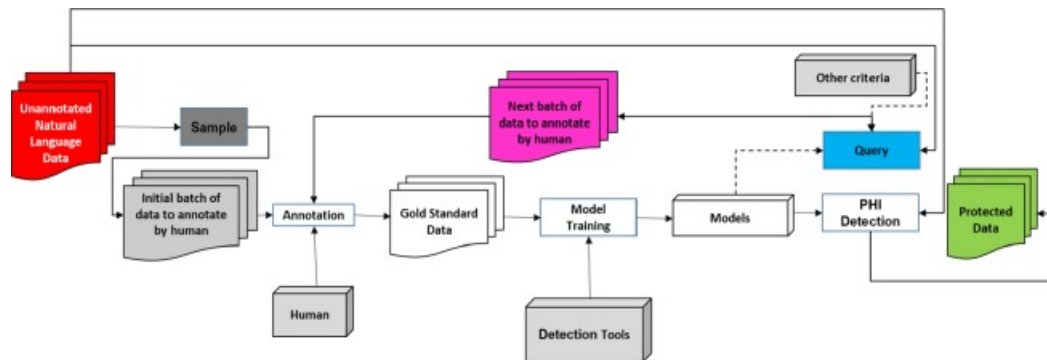 Unannotated
Natural
Language
Data
Sample
Initial batch of
data to annotate
by human
Annotation
Human
Gold Standard
Data
Next batch of
data to annotate
by human
Model
Training
Detection Tools
Models
Other criteria
Query
PHI
Detection
Protected
Data